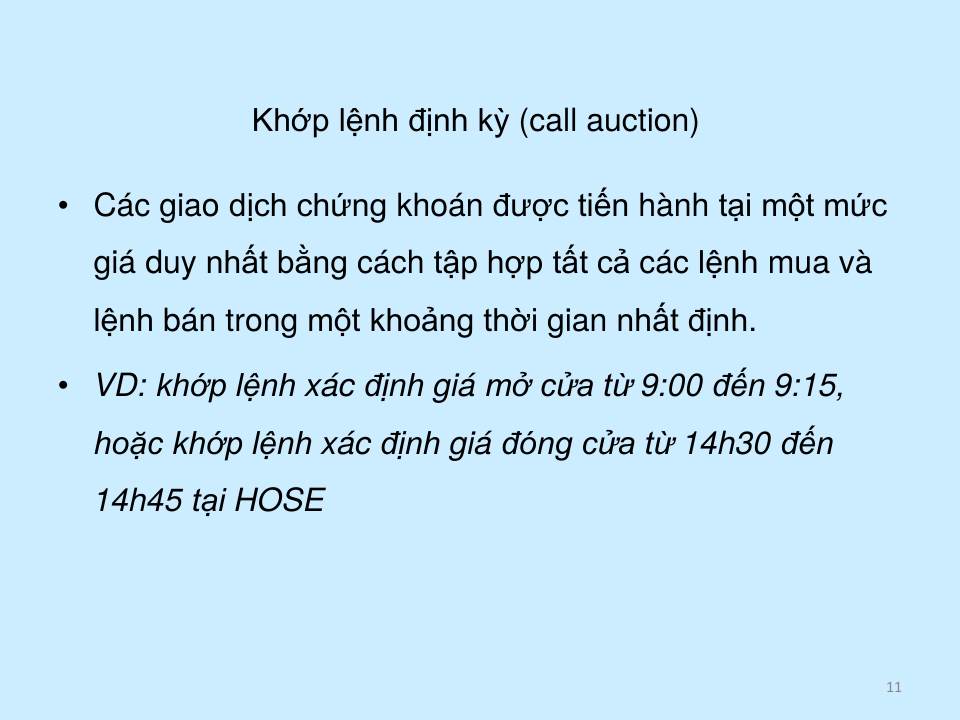 Khớp lệnh định kỳ (call auction)
• Các giao dịch chứng khoán được tiến hành tại một mức
giá duy nhất bằng cách tập hợp tất cả các lệnh mua và
lệnh bán trong một khoảng thời gian nhất định.
• VD: khớp lệnh xác định giá mở cửa từ 9:00 đến 9:15,
hoặc khớp lệnh xác định giá đóng cửa từ 14h30 đến
14h45 tại HOSE
11